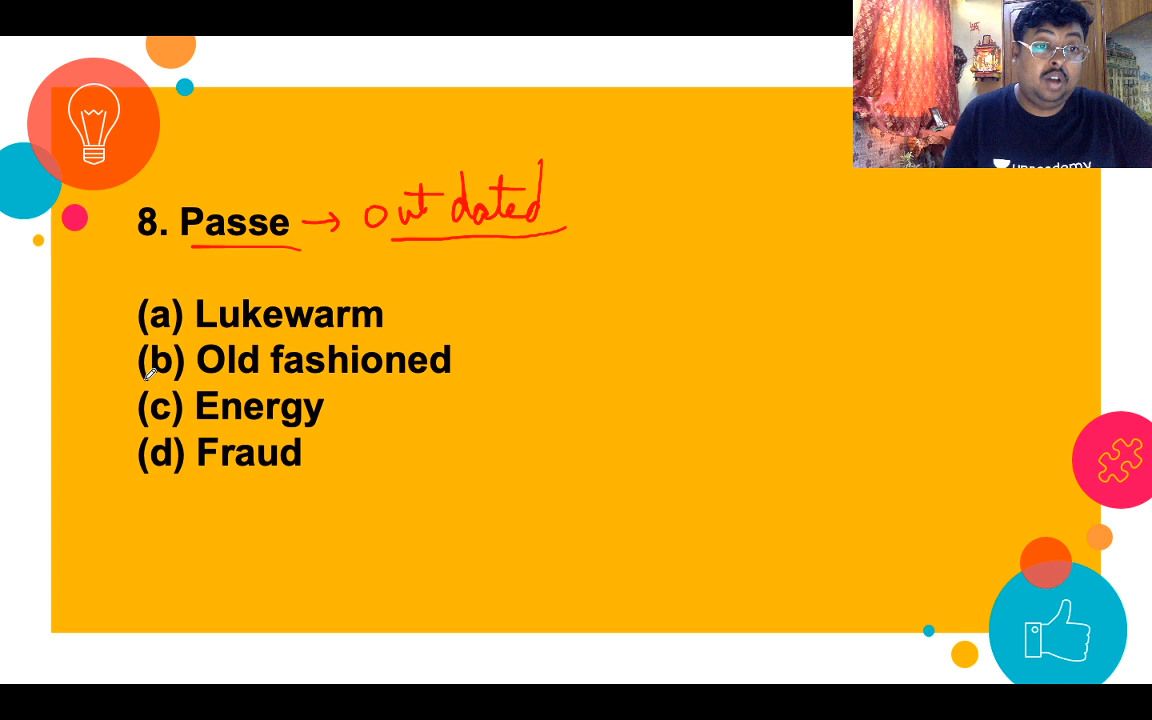 8. Passe → Outdated
(a) Lukewarm
(b) Old fashioned
(c) Energy
(d) Fraud